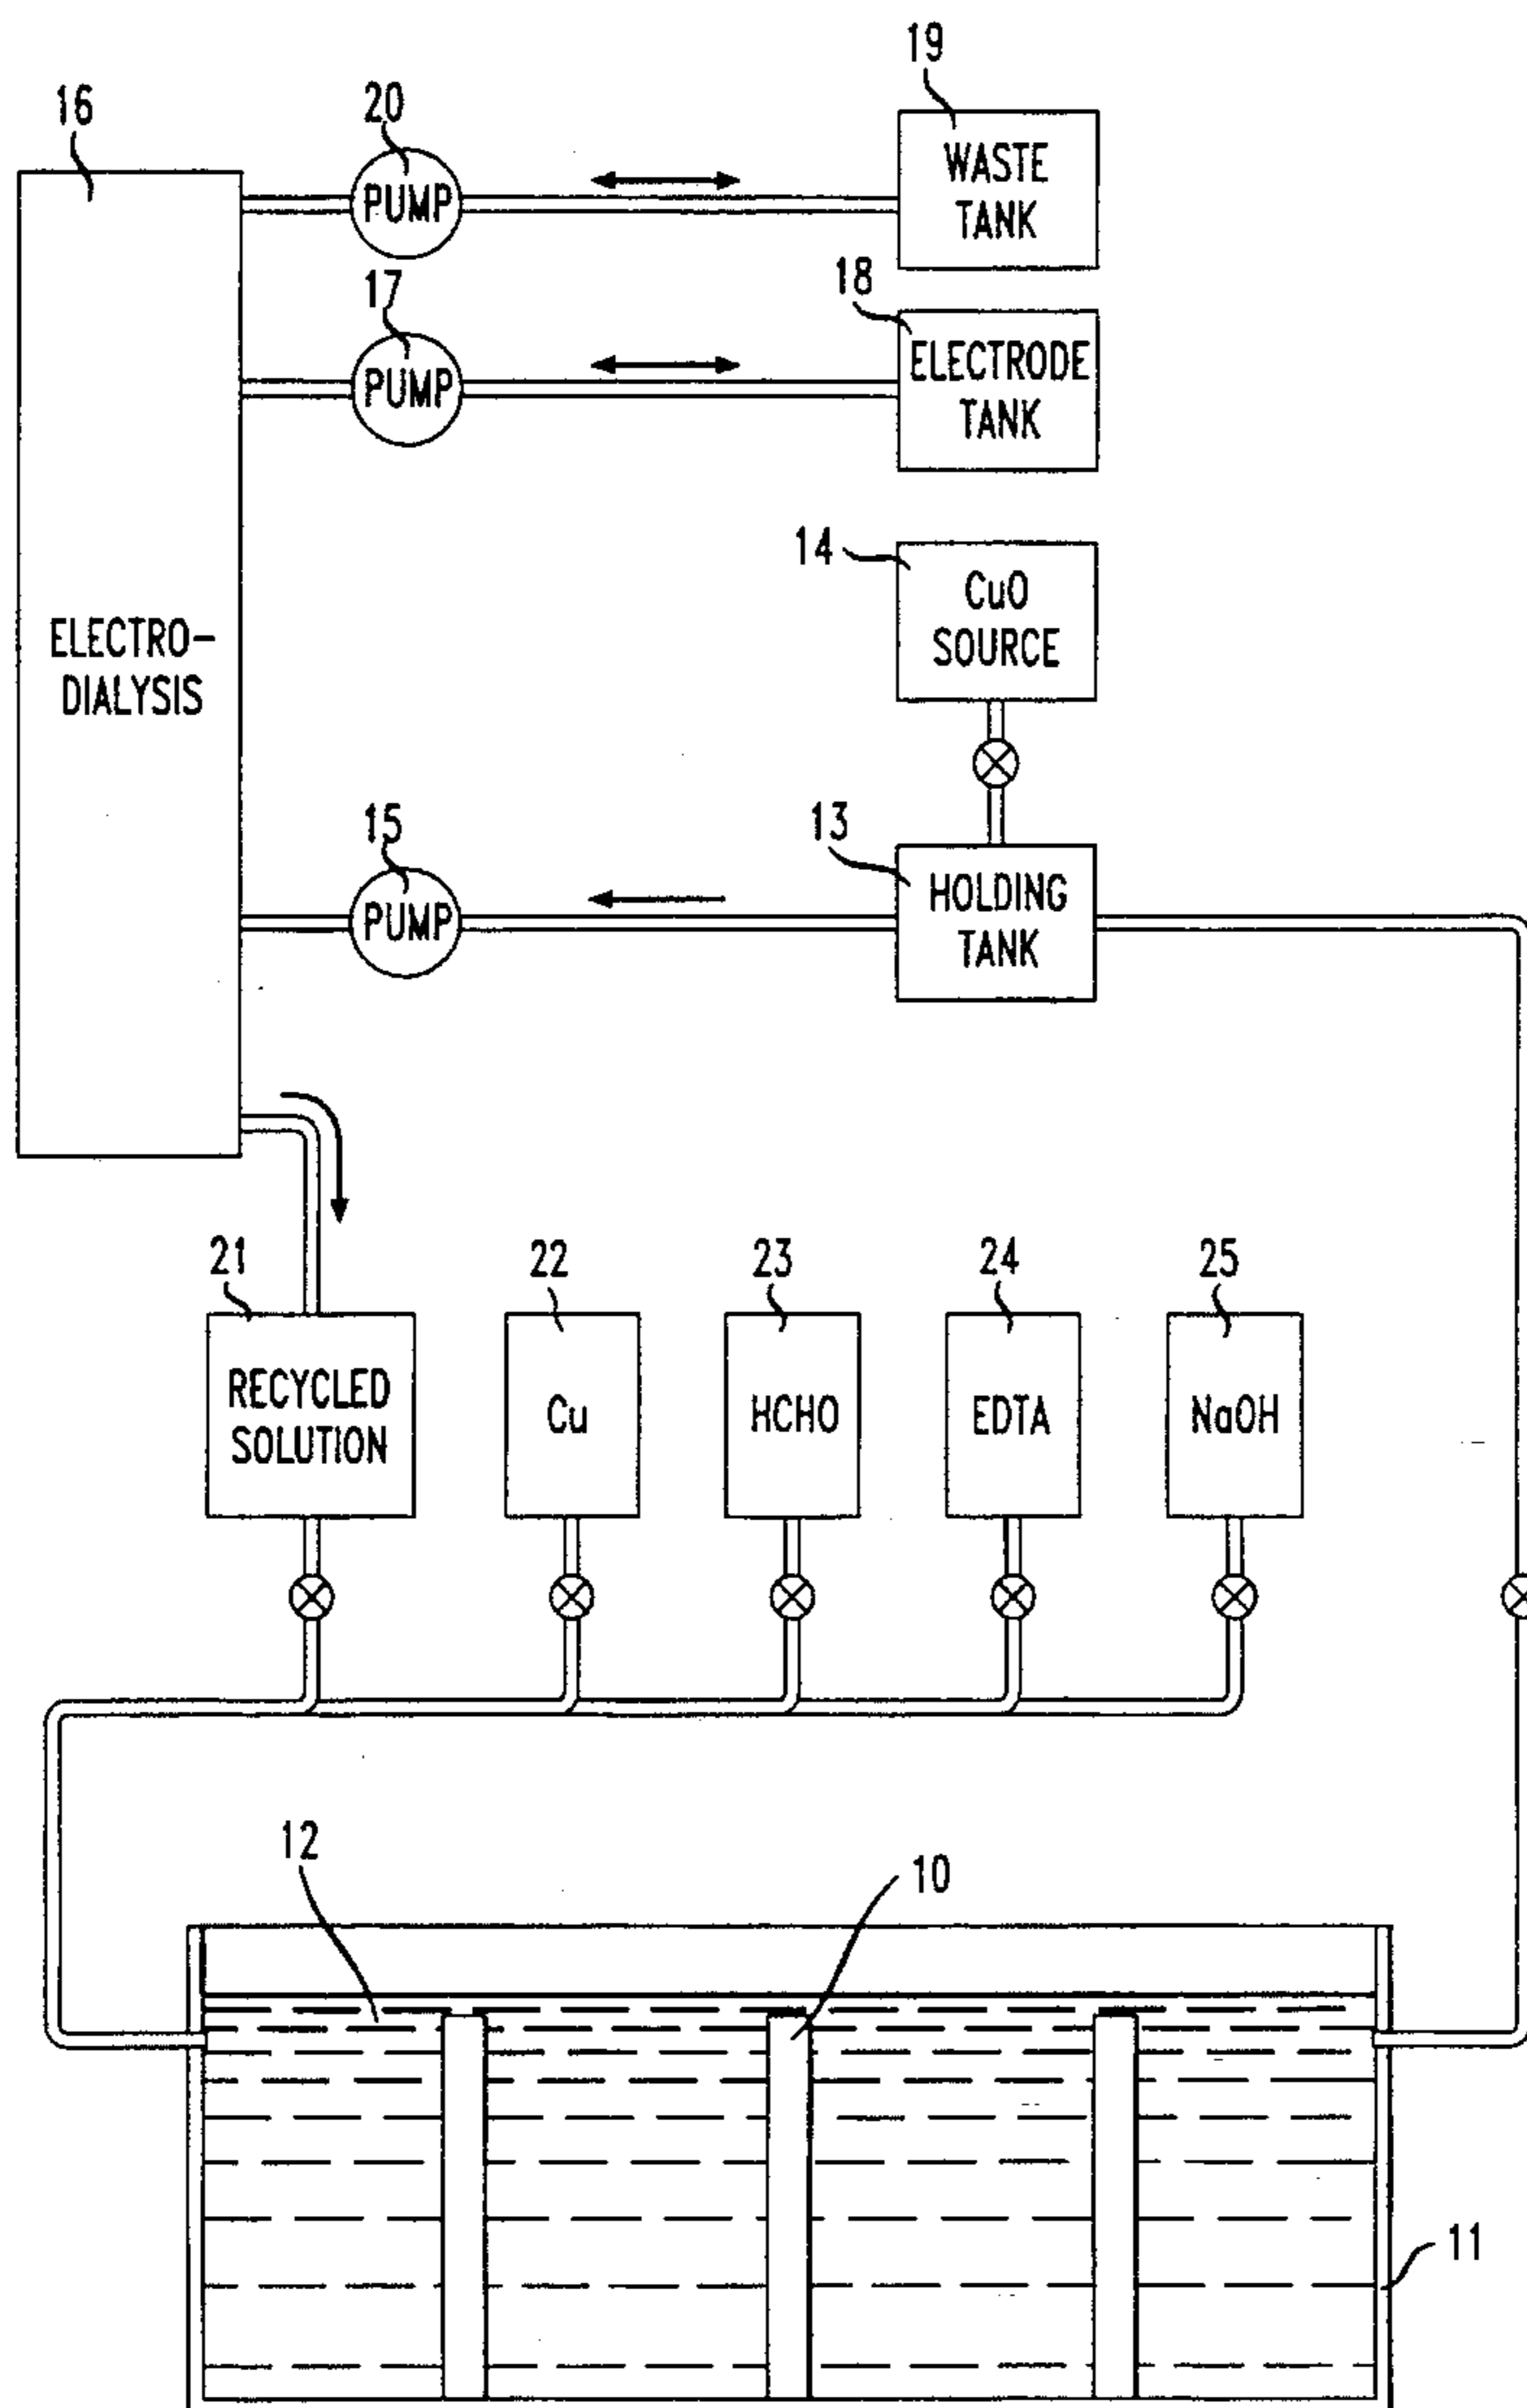 19
16
20
PUMP
WASTE
TANK
17
PUMP
18
ELECTRODE
TANK
14
CuO
SOURCE
ELECTRO-
DIALYSIS
15
PUMP
13
HOLDING
TANK
21
RECYCLED
SOLUTION
22
Cu
23
HCHO
24
EDTA
25
NaOH
12
10
11